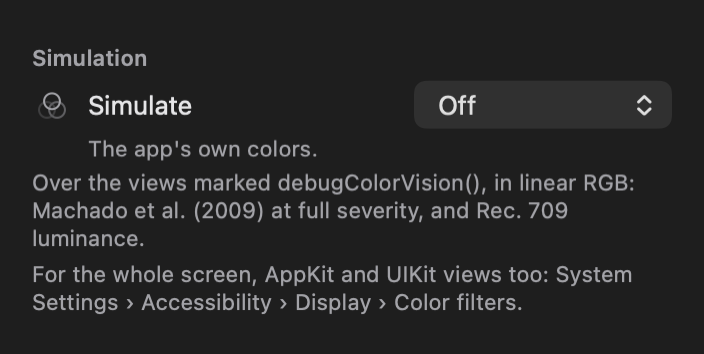 Simulation
Simulate
Off
The app's own colors.
Over the views marked debugColorVision(), in linear RGB:
Machado et al. (2009) at full severity, and Rec. 709
luminance.
For the whole screen, AppKit and UIKit views too: System
Settings › Accessibility › Display › Color filters.